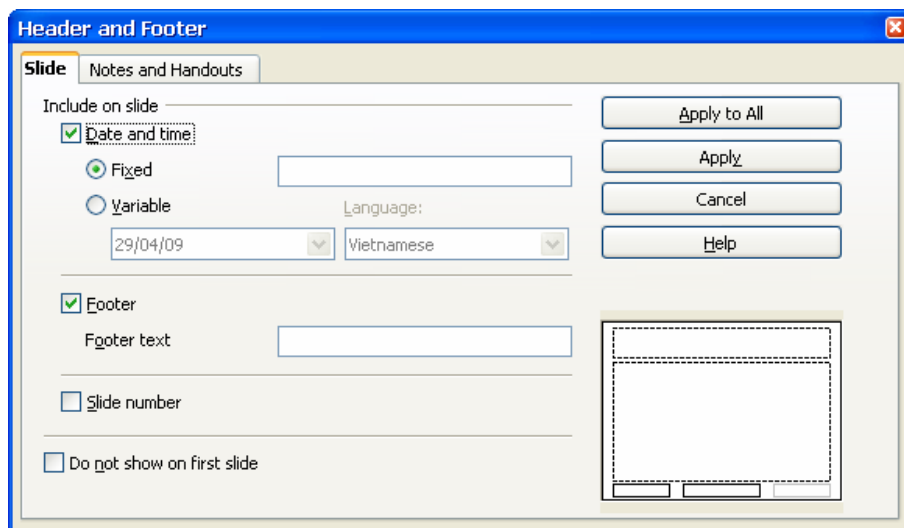 Header and Footer
Slide
Notes and Handouts
Include on slide
Date and time
Fixed
Variable
Language:
29/04/09
Vietnamese
Footer
Footer text
Slide number
Do not show on first slide
Apply to All
Apply
Cancel
Help